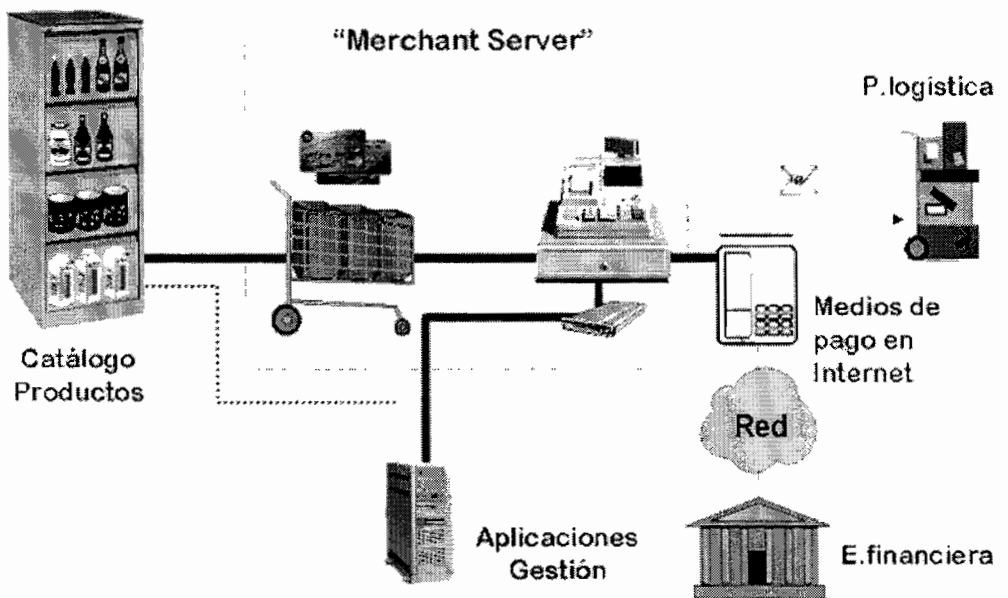 “Merchant Server”
P.logística
Catálogo
Productos
Medios de
pago en
Internet
Red
Aplicaciones
Gestión
E.financiera